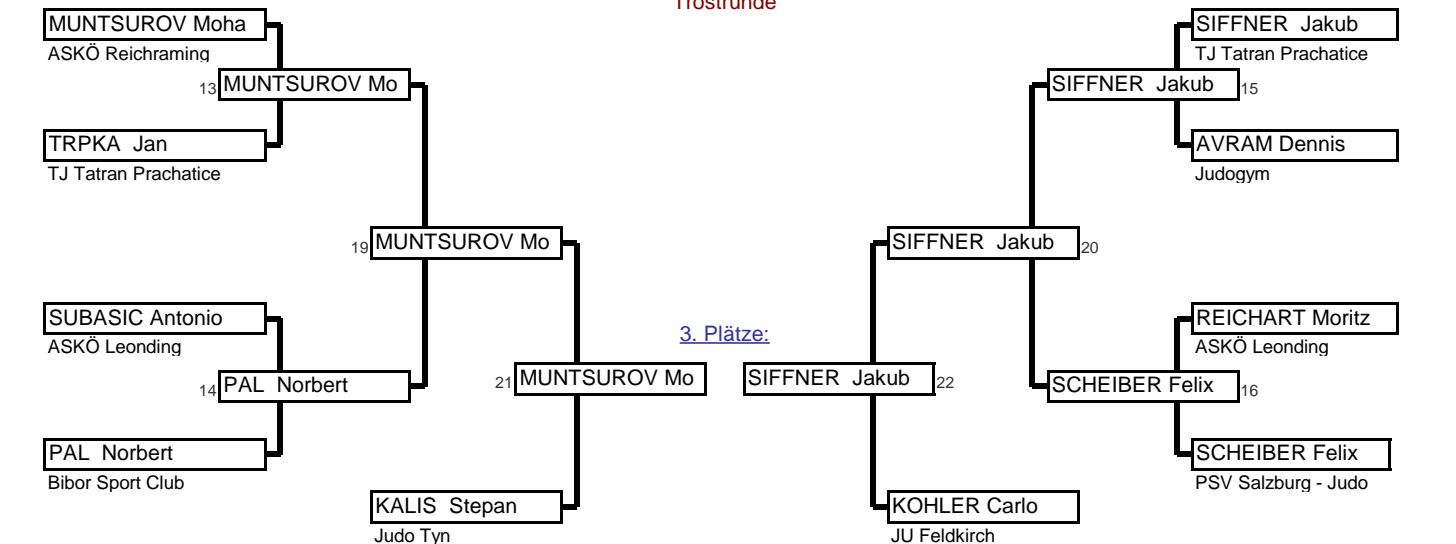 Trostrunde
MUNTSUROV Moha
SIFFNER Jakub
ASKÖ Reichraming
TJ Tatran Prachatice
13 MUNTSUROV Mo
SIFFNER Jakub 15
TRPKA Jan
AVRAM Dennis
TJ Tatran Prachatice
Judogym
19 MUNTSUROV Mo
SIFFNER Jakub 20
SUBASIC Antonio
REICHART Moritz
3. Plätze:
ASKÖ Leonding
ASKÖ Leonding
14 PAL Norbert
21 MUNTSUROV Mo
SIFFNER Jakub 22
SCHEIBER Felix 16
PAL Norbert
SCHEIBER Felix
Bibor Sport Club
PSV Salzburg - Judo
KALIS Stepan
KOHLER Carlo
Judo Tyn
JU Feldkirch